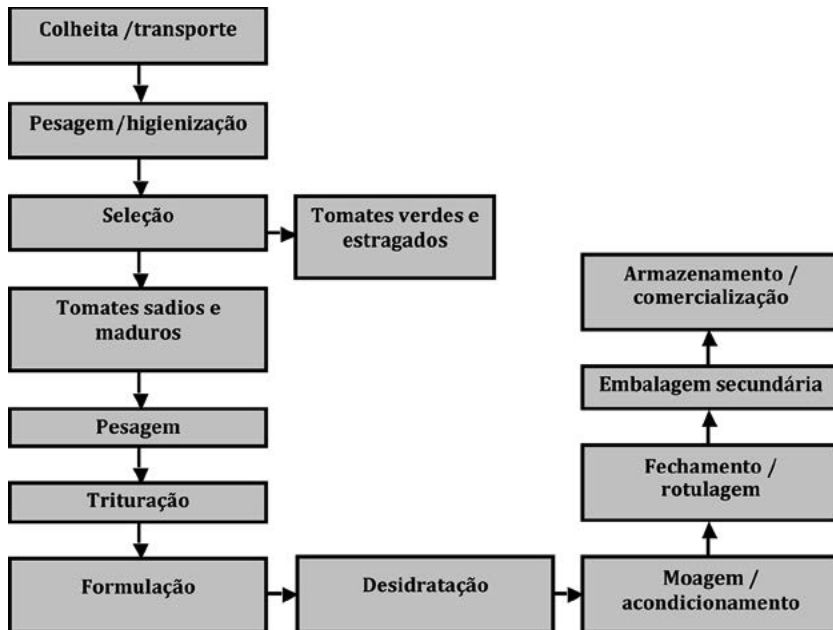 Colheita /transporte
Pesagem/higienização
Seleção
Tomates verdes e
estragados
Tomates sadios e
maduros
Pesagem
Trituração
Formulação
Desidratação
Moagem /
acondicionamento
Fechamento /
rotulagem
Embalagem secundária
Armazenamento /
comercialização